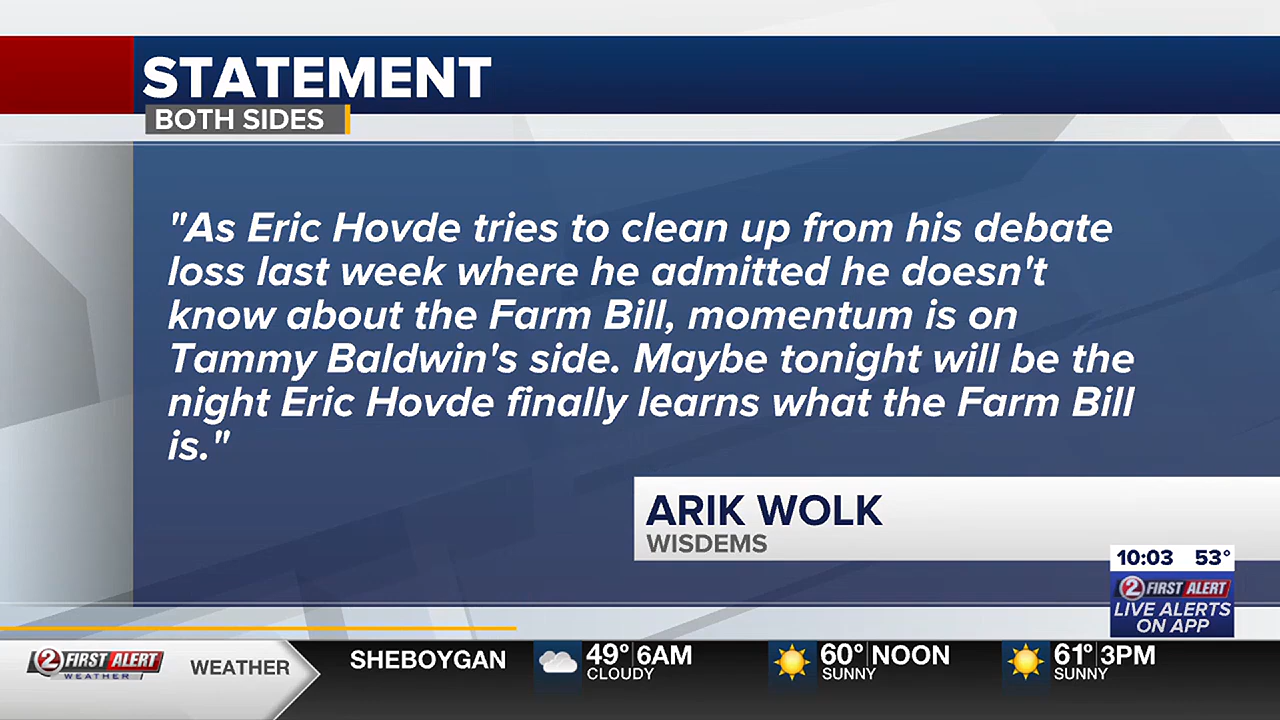 STATEMENT
BOTH SIDES
"As Eric Hovde tries to clean up from his debate
loss last week where he admitted he doesn't
know about the Farm Bill, momentum is on
Tammy Baldwin's side. Maybe tonight will be the
night Eric Hovde finally learns what the Farm Bill
is."
ARIK WOLK
WISDEMS
10:03 53°
2 FIRST ALERT
LIVE ALERTS
ON APP
2 FIRST ALERT
WEATHER
WEATHER
SHEBOYGAN
49° 6AM
CLOUDY
60° NOON
SUNNY
61° 3PM
SUNNY